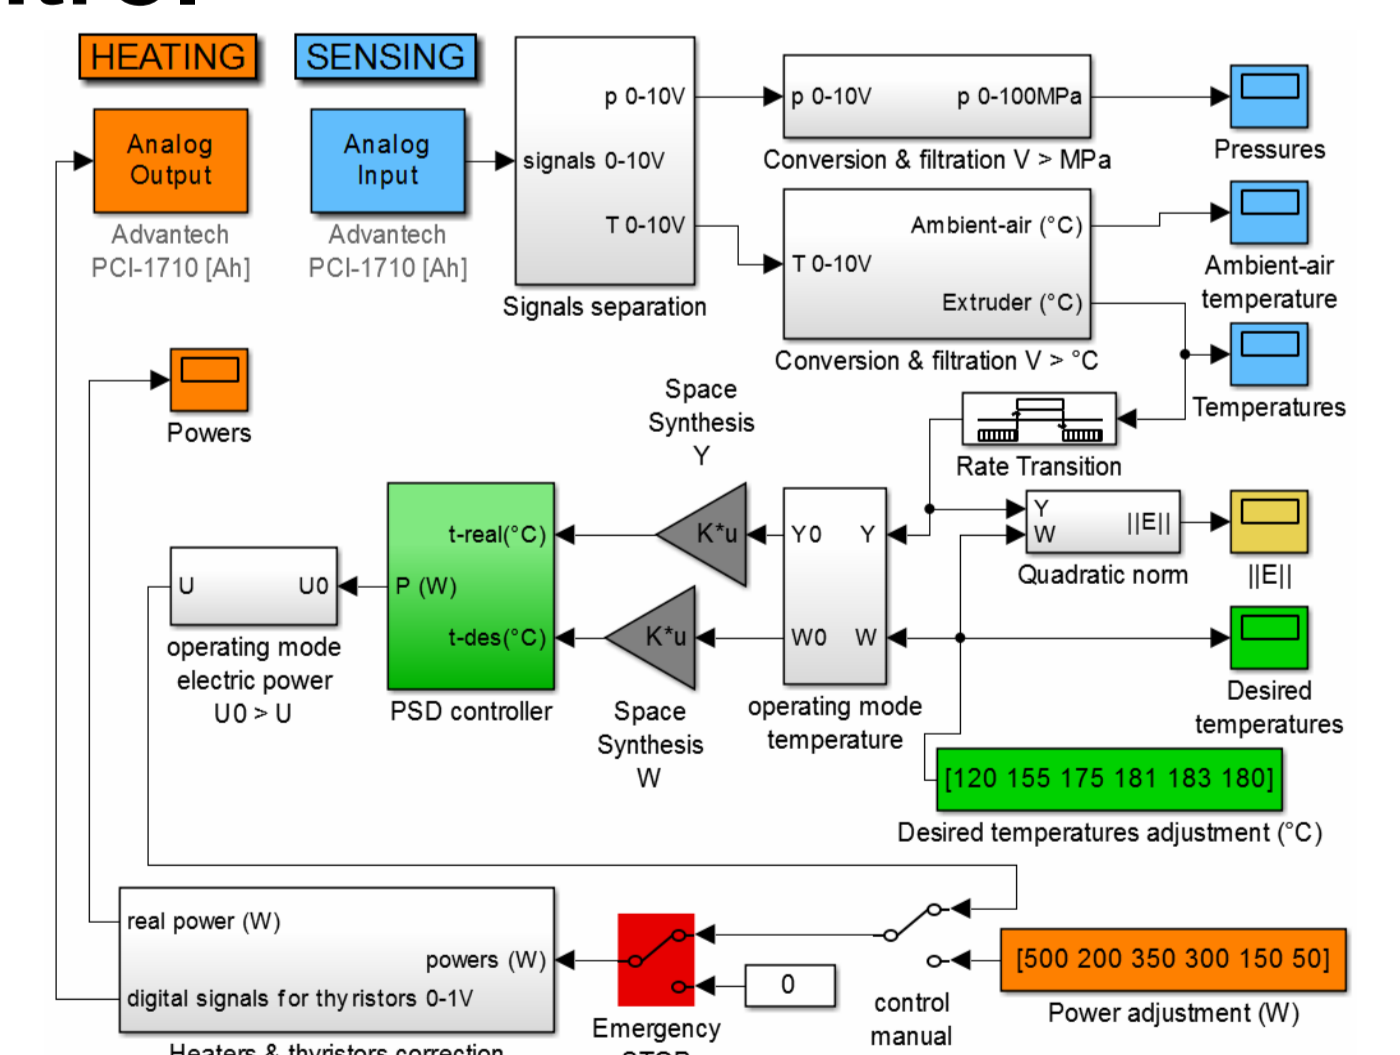 HEATING
SENSING
Analog
Output
Advantech
PCI-1710 [Ah]
Analog
Input
Advantech
PCI-1710 [Ah]
p 0-10V
signals 0-10V
T 0-10V
Signals separation
p 0-10V
p 0-100MPa
Conversion & filtration V > MPa
Pressures
T 0-10V
Ambient-air (°C)
Extruder (°C)
Conversion & filtration V > °C
Ambient-air
temperature
Temperatures
Powers
Space
Synthesis
Y
Rate Transition
K*u
Y0
Y
W0
W
operating mode
temperature
Y
W
||E||
Quadratic norm
||E||
t-real(°C)
P (W)
t-des(°C)
PSD controller
U
U0
operating mode
electric power
U0 > U
K*u
Space
Synthesis
W
Desired
temperatures
[120 155 175 181 183 180]
Desired temperatures adjustment (°C)
real power (W)
powers (W)
digital signals for thyristors 0-1V
Heaters & thyristors correction
0
Emergency
STOP
control
manual
[500 200 350 300 150 50]
Power adjustment (W)